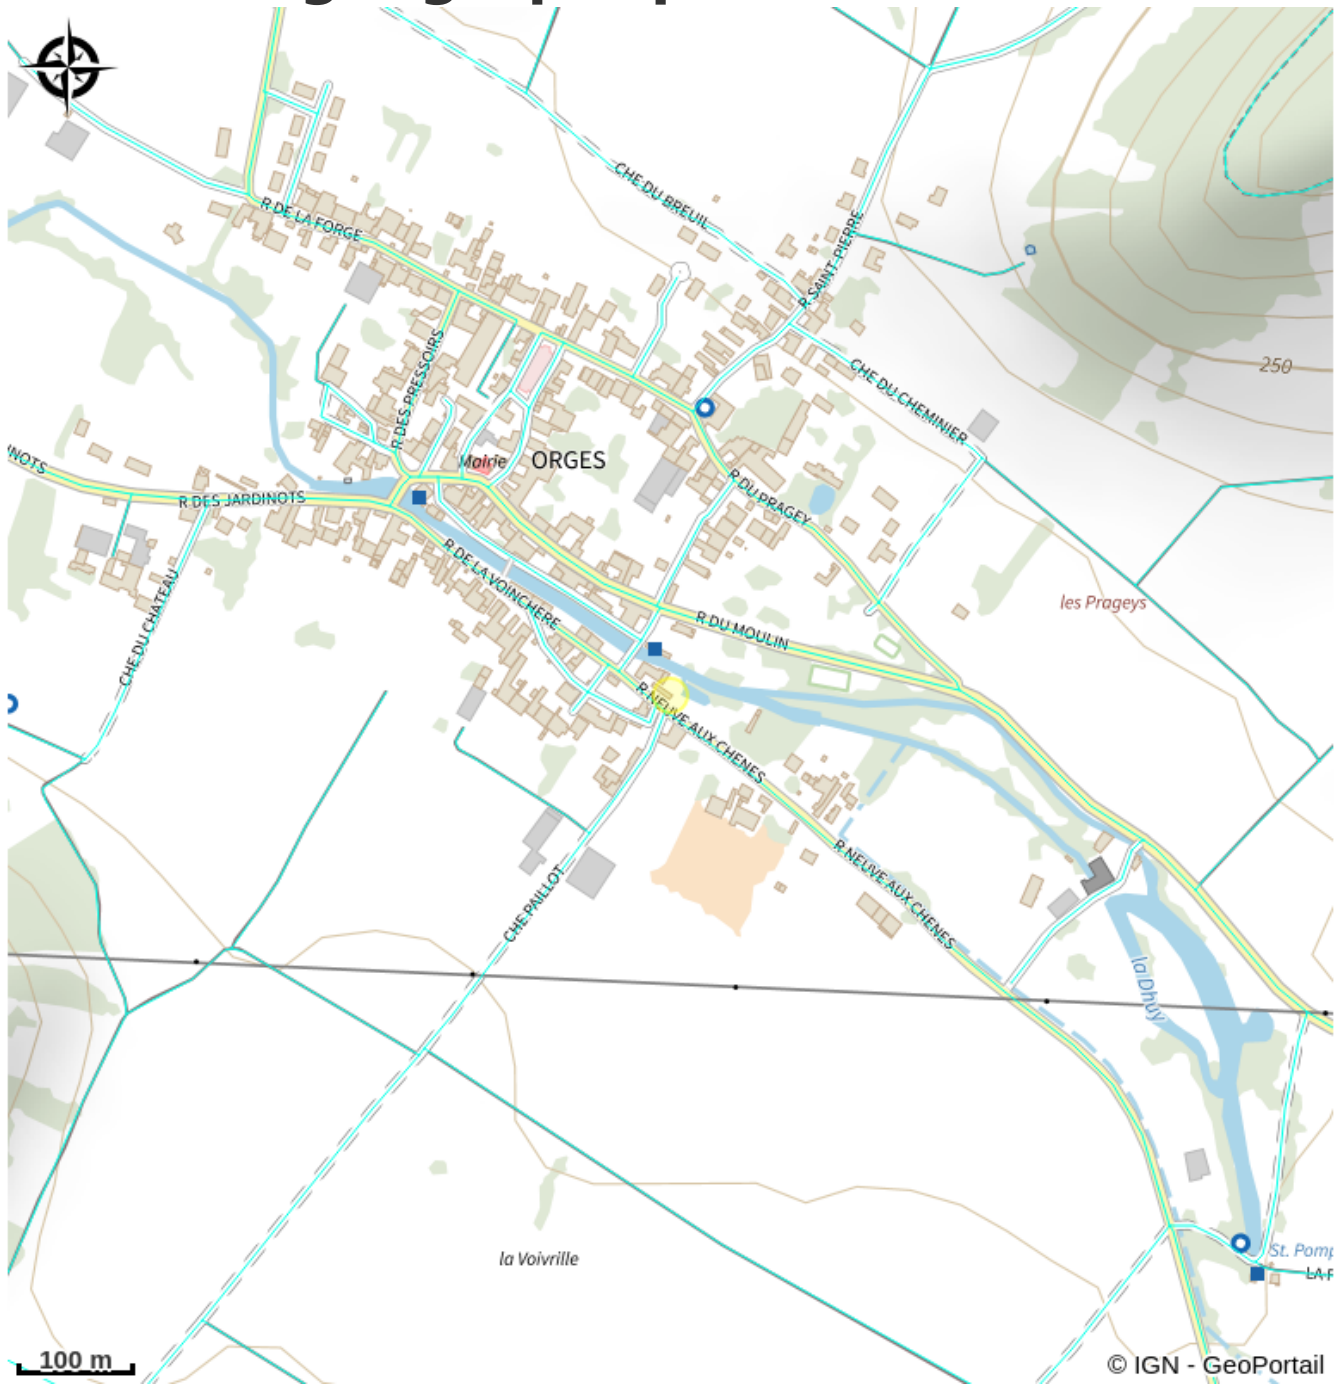 R DE LA FORGE
CHE DU BREUIL
R SAINT-PIERRE
R DES PRESSOIRS
CHE DU CHEMINIER
250
Mairie
ORGES
R DES JARDINOTS
R DU PRAGEY
R DE LA VOINCHERE
les Prageys
CHE DU CHATEAU
R DU MOULIN
R NEUVE AUX CHENES
R NEUVE AUX CHENES
CHE PAILLOT
la Dhuy
la Voivrille
St. Pomp
100 m
© IGN - GeoPortail